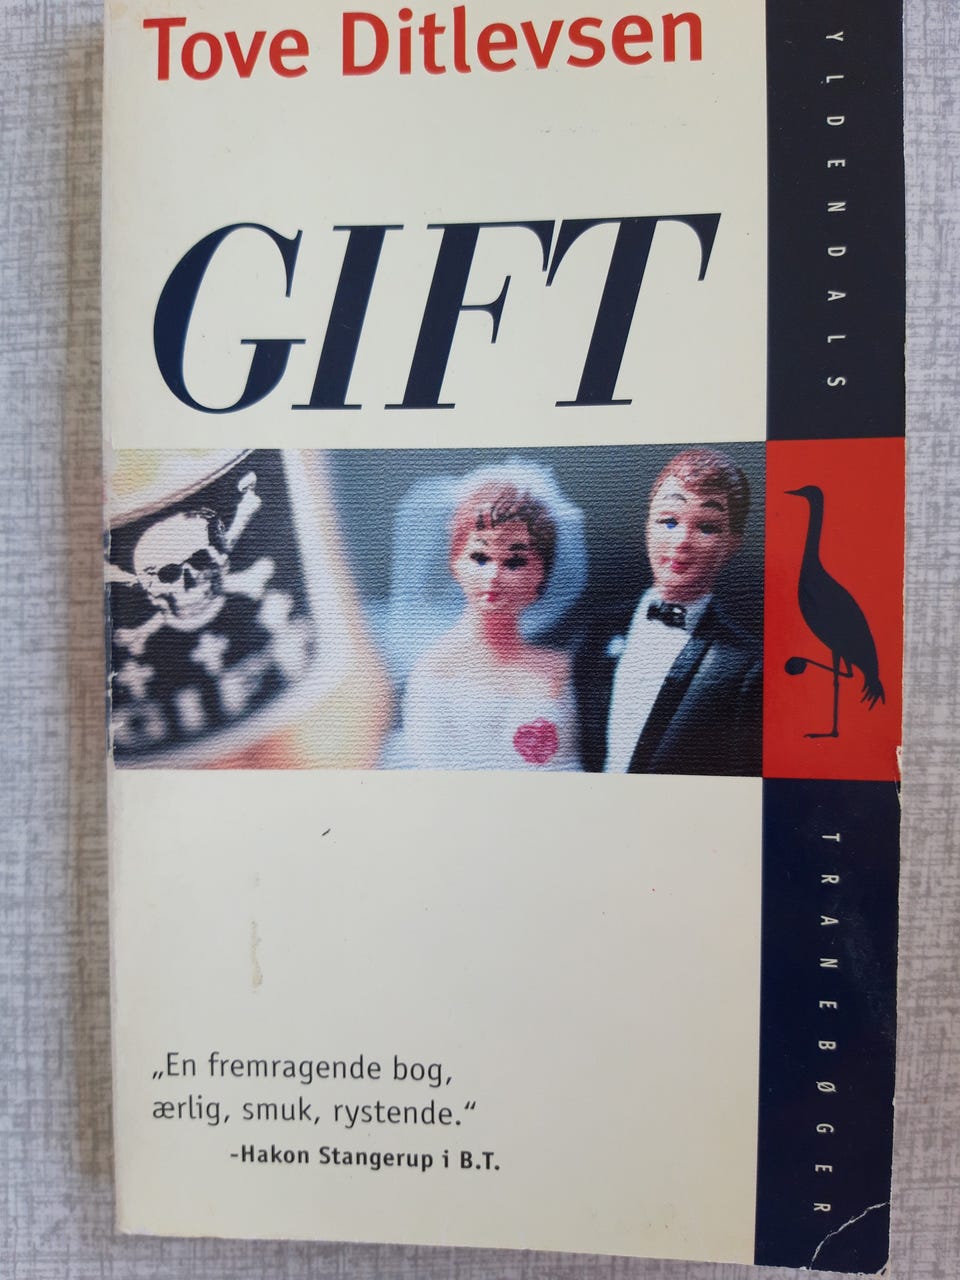 Tove Ditlevsen
GIFT
„En fremragende bog,
ærlig, smuk, rystende.“
-Hakon Stangerup i B.T.
YLDENDALS
TRANEBØGER